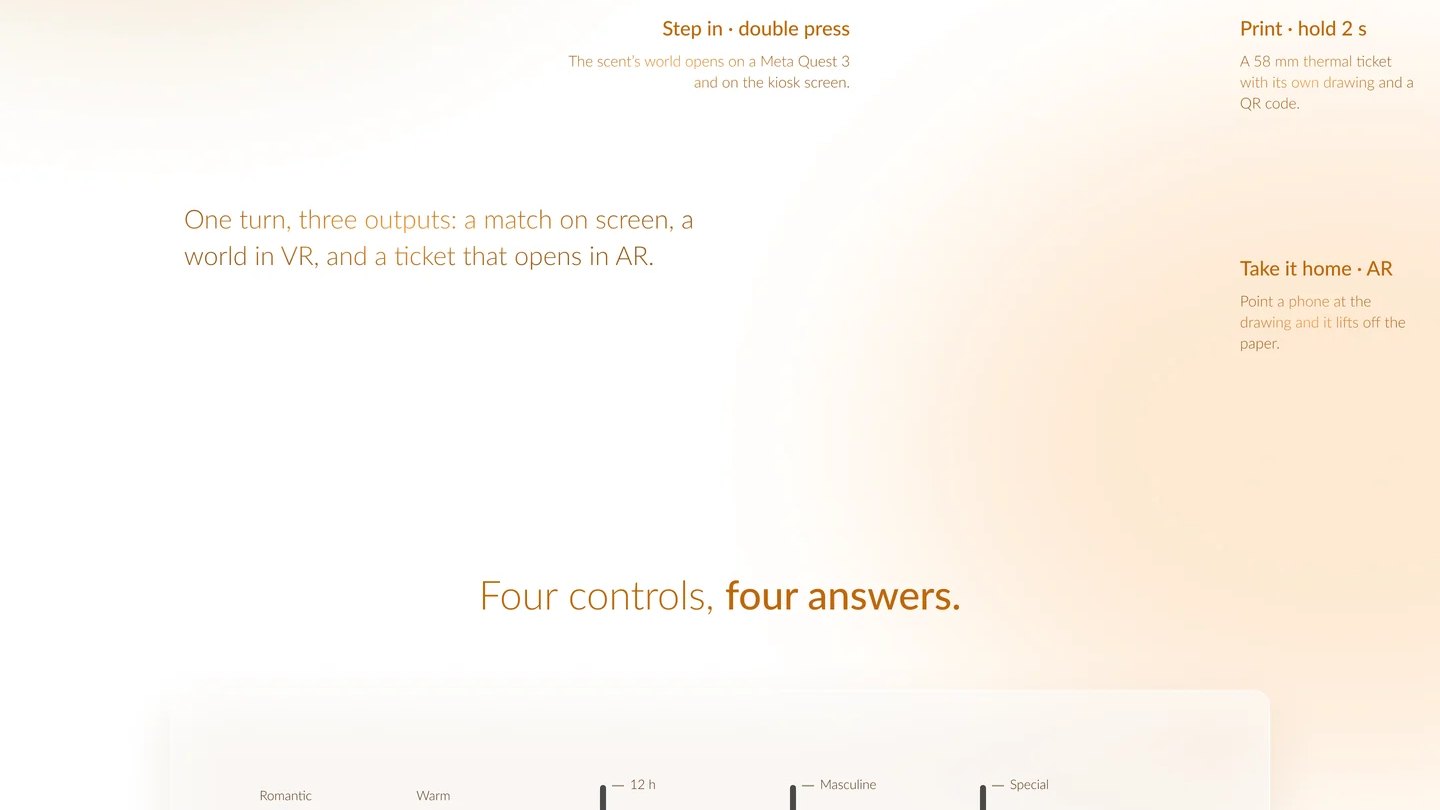 Step in · double press
The scent's world opens on a Meta Quest 3
and on the kiosk screen.
Print · hold 2 s
A 58 mm thermal ticket
with its own drawing and a
QR code.
One turn, three outputs: a match on screen, a
world in VR, and a ticket that opens in AR.
Take it home · AR
Point a phone at the
drawing and it lifts off the
paper.
Four controls, four answers.
Romantic
Warm
12 h
Masculine
Special